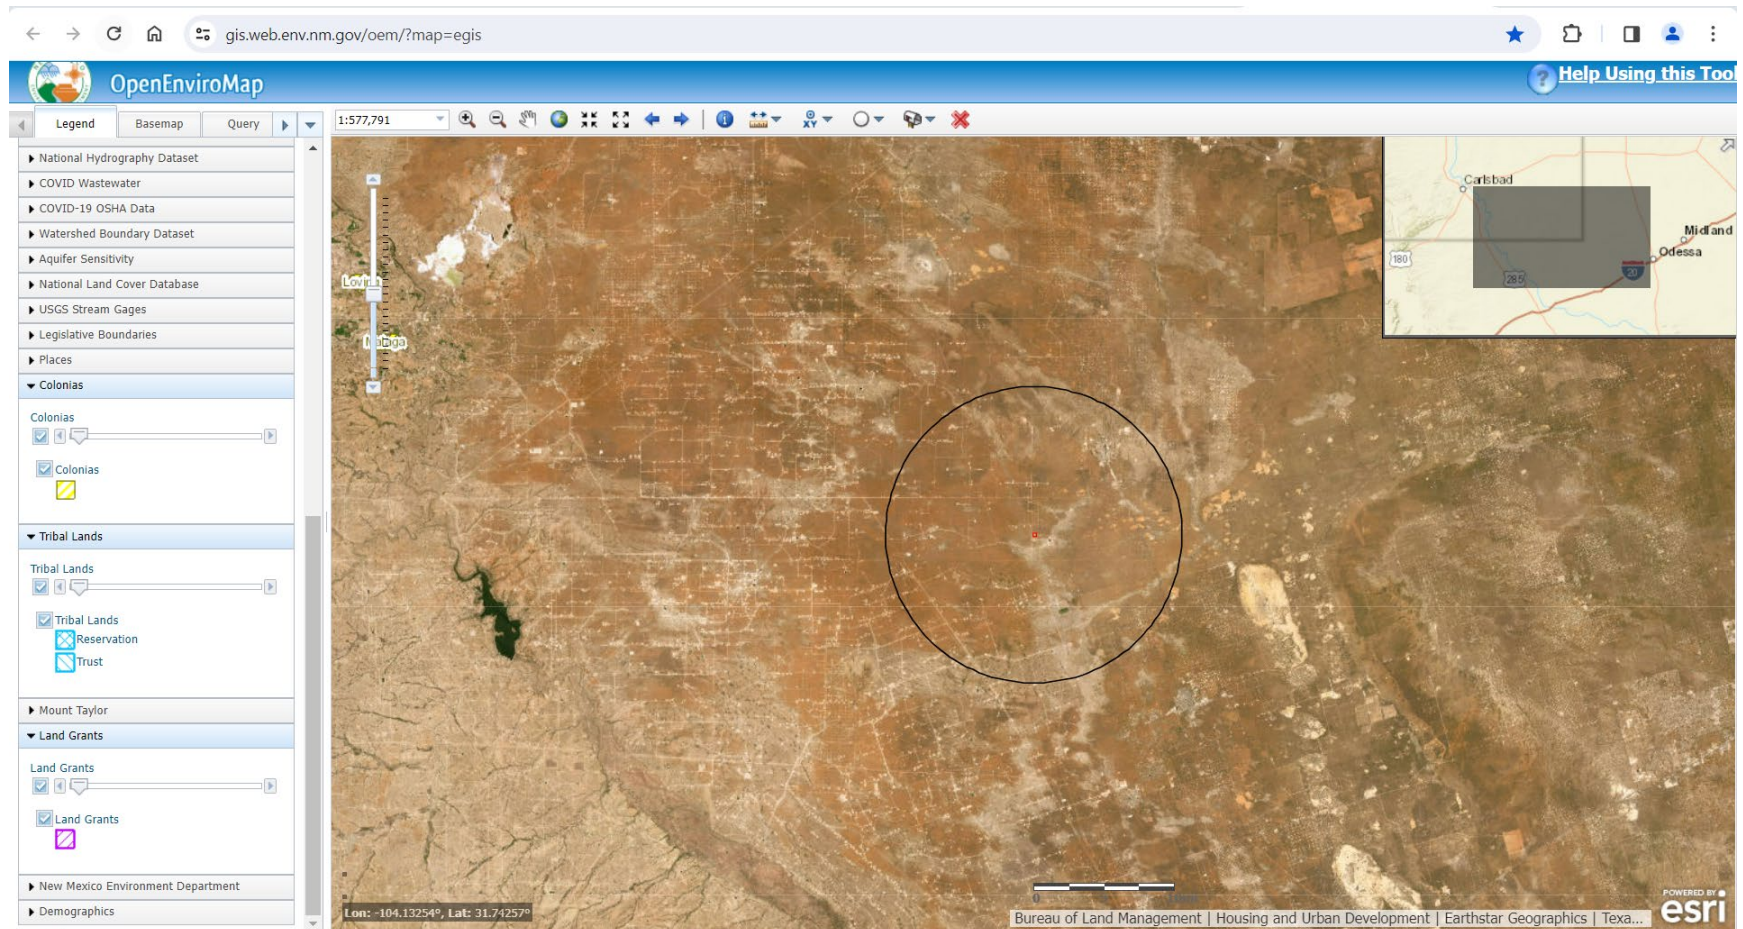 gis.web.env.nm.gov/oem/?map=egis
OpenEnviroMap
Help Using this Tool
Legend
Basemap
Query
1:577,791
National Hydrography Dataset
COVID Wastewater
COVID-19 OSHA Data
Watershed Boundary Dataset
Aquifer Sensitivity
National Land Cover Database
USGS Stream Gages
Legislative Boundaries
Places
Colonias
Colonias
Colonias
Tribal Lands
Tribal Lands
Tribal Lands
Reservation
Trust
Mount Taylor
Land Grants
Land Grants
Land Grants
New Mexico Environment Department
Demographics
XY
Carlsbad
Midland
Odessa
180
285
20
Lon: -104.13254°, Lat: 31.74257°
0
Bureau of Land Management | Housing and Urban Development | Earthstar Geographics | Texa...
POWERED BY
esri